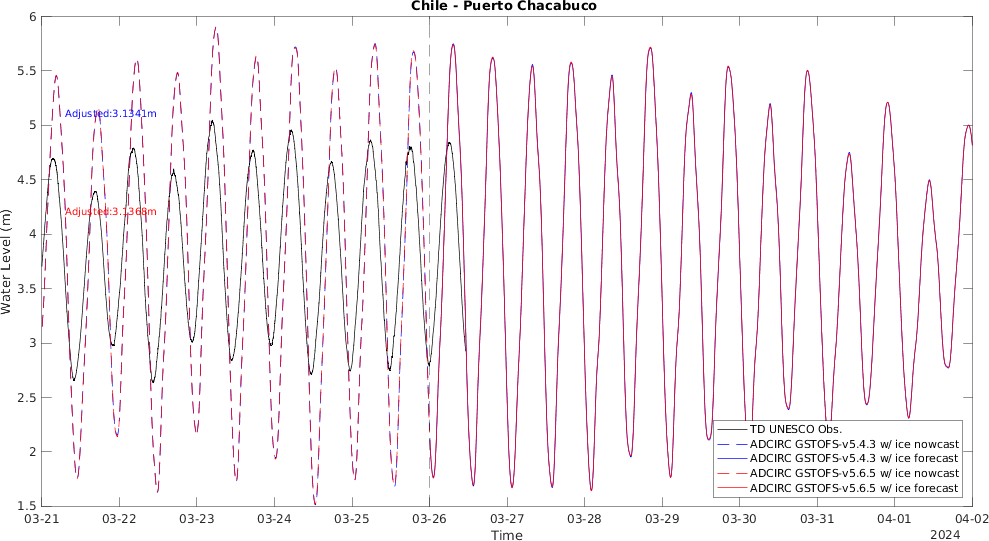 Chile - Puerto Chacabuco
6
5.5
5
4.5
4
3.5
3
2.5
2
1.5
Water Level (m)
Adjusted:3.1341m
Adjusted:3.1368m
TD UNESCO Obs.
ADCIRC GSTOFS-v5.4.3 w/ ice nowcast
ADCIRC GSTOFS-v5.4.3 w/ ice forecast
ADCIRC GSTOFS-v5.6.5 w/ ice nowcast
ADCIRC GSTOFS-v5.6.5 w/ ice forecast
03-21 03-22 03-23 03-24 03-25 03-26 03-27 03-28 03-29 03-30 03-31 04-01 04-02
Time
2024